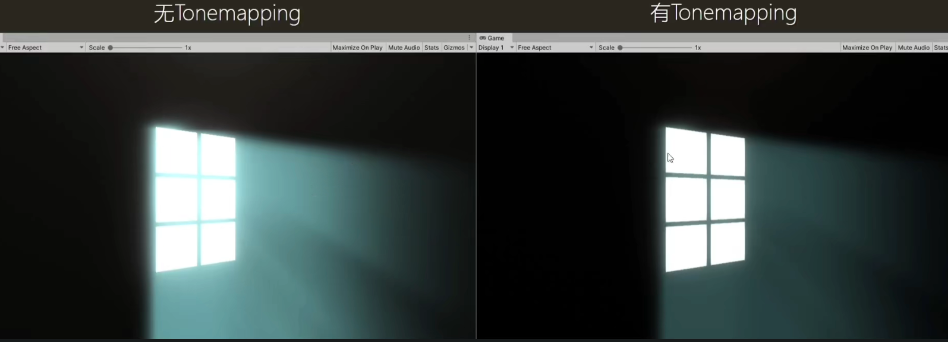 无Tonemapping
有Tonemapping
Free Aspect Scale 1x Maximize On Play Mute Audio Stats Gizmos
Game
Display 1 Free Aspect Scale 1x Maximize On Play Mute Audio Stats